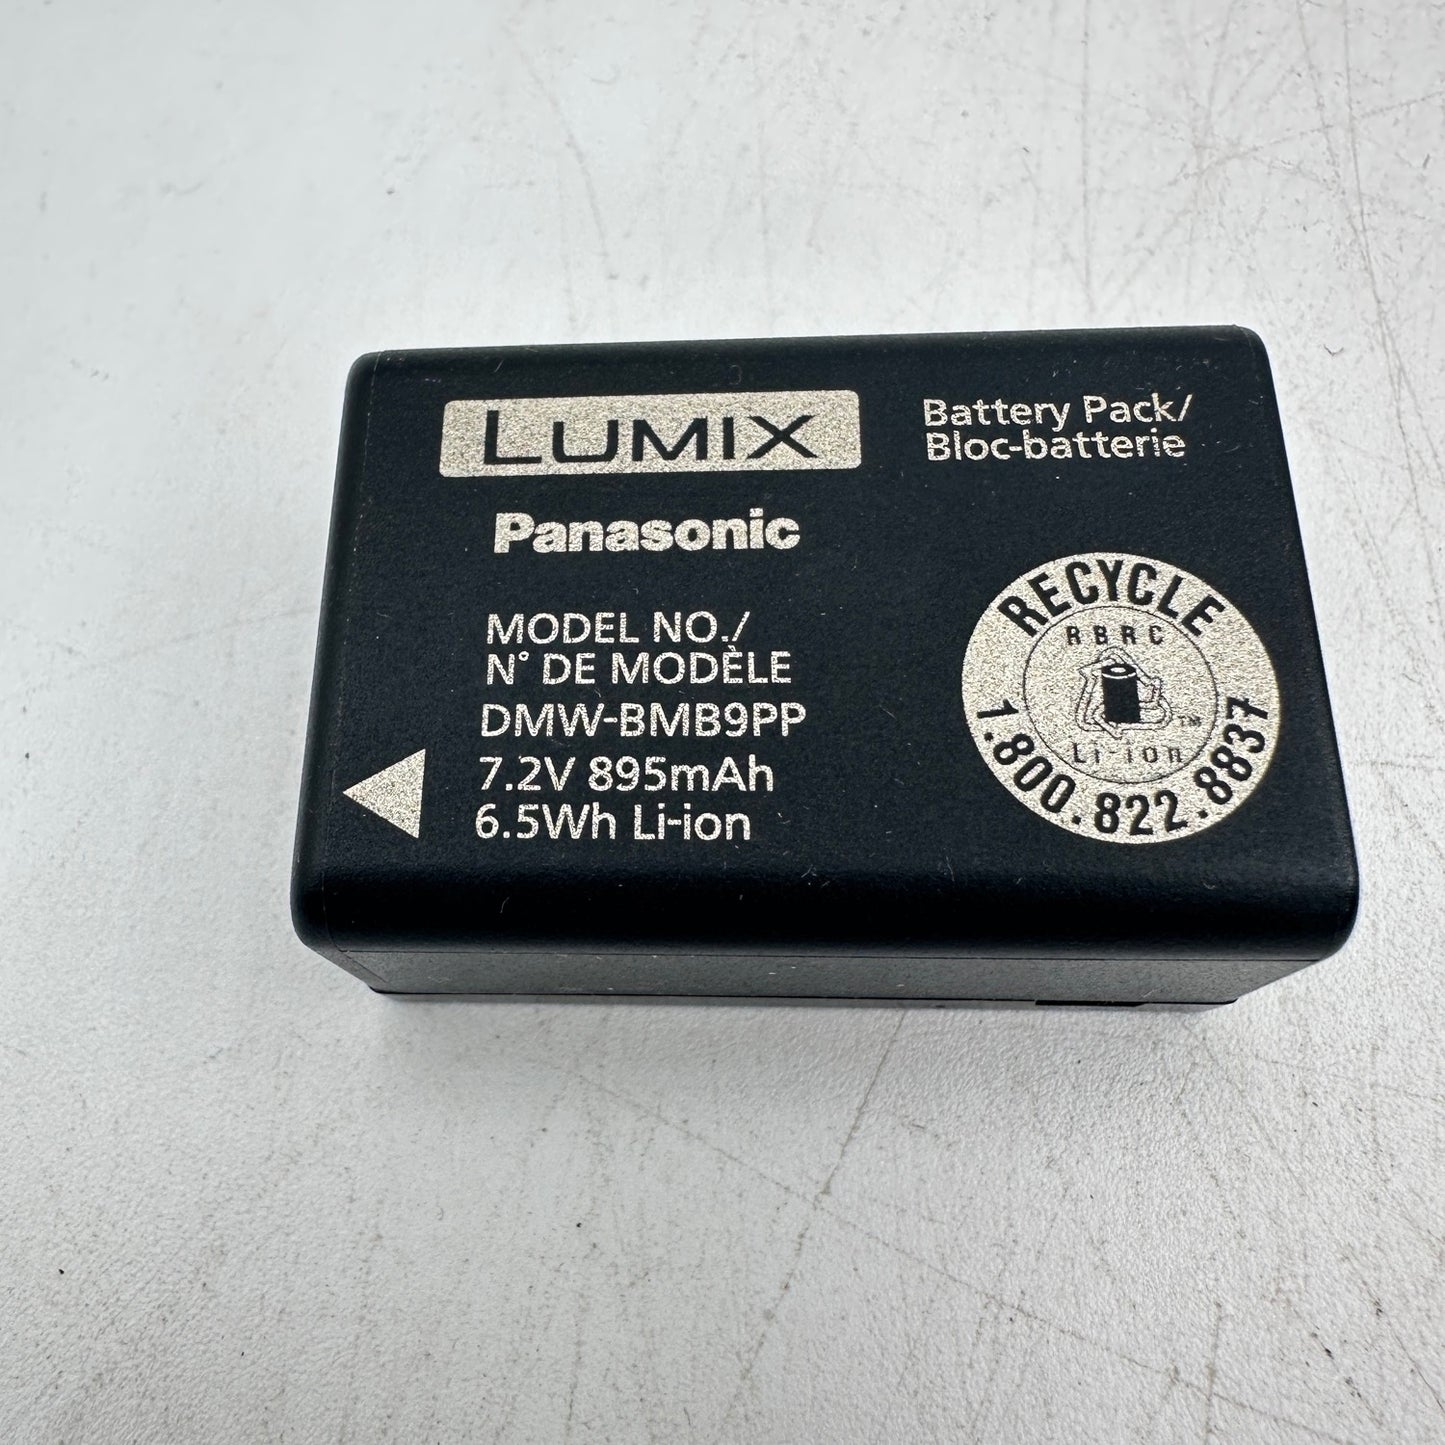 LUMIX
Battery Pack/
Bloc-batterie
Panasonic
MODEL NO./
N° DE MODÈLE
DMW-BMB9PP
7.2V 895mAh
6.5Wh Li-ion
RECYCLE
RBRC
TM
Li-ion
1.800.822.8837